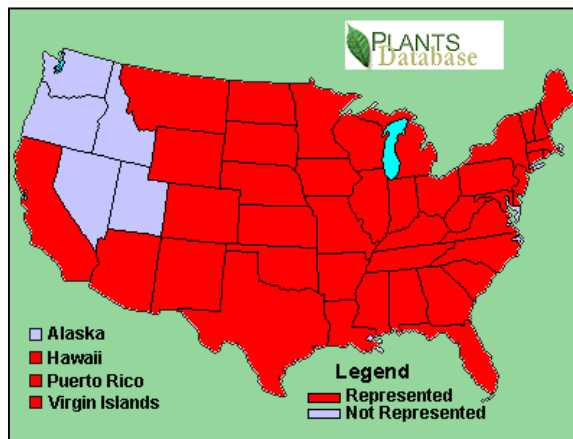 PLANTS
Database
Alaska
Hawaii
Puerto Rico
Virgin Islands
Legend
Represented
Not Represented